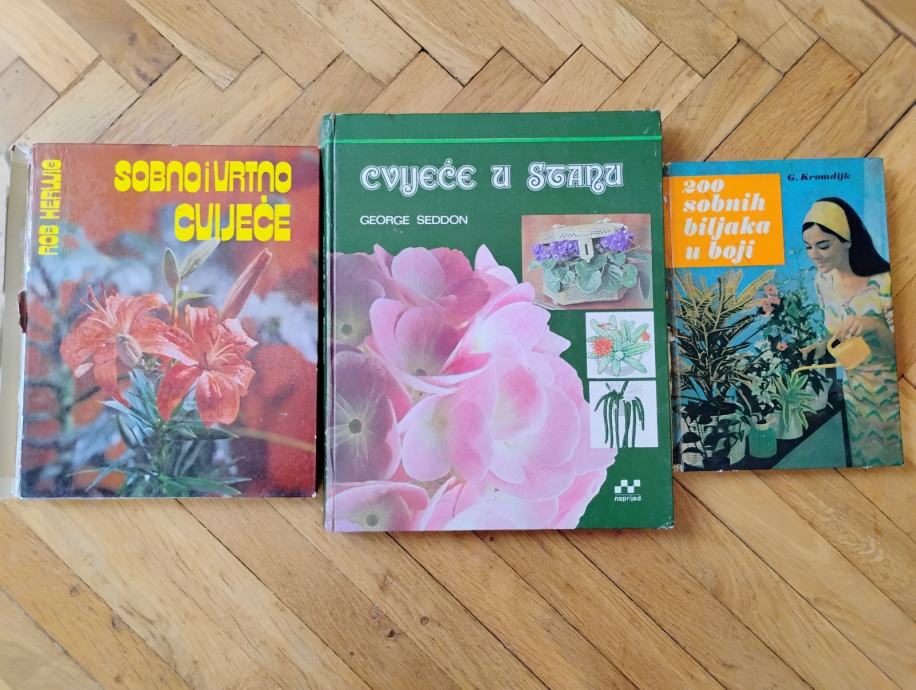 ROB HERWIG
SOBNO i VRTNO
CVIJEĆE
CVIJEĆE U STANU
GEORGE SEDDON
naprijed
G. Kromdijk
200
sobnih
biljaka
u boji